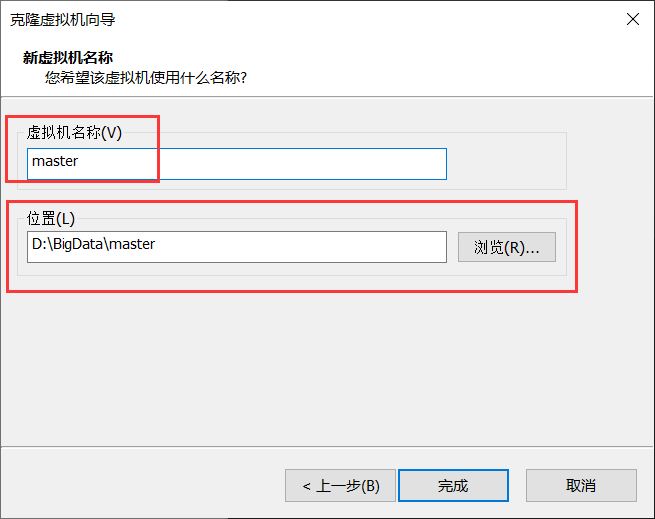 克隆虚拟机向导
新虚拟机名称
您希望该虚拟机使用什么名称?
虚拟机名称(V)
master
位置(L)
D:\BigData\master
浏览(R)...
< 上一步(B)
完成
取消